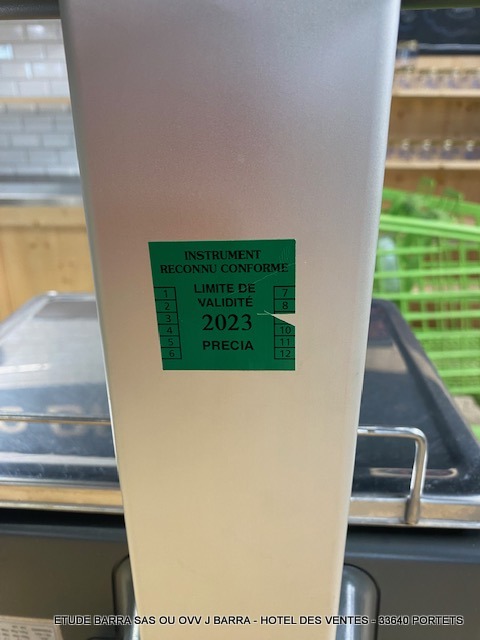 INSTRUMENT
RECONNU CONFORME
LIMITE DE
VALIDITÉ
2023
PRECIA
1
2
3
4
5
6
7
8
10
11
12
ETUDE BARRA SAS OU OVV J BARRA - HOTEL DES VENTES - 33640 PORTETS